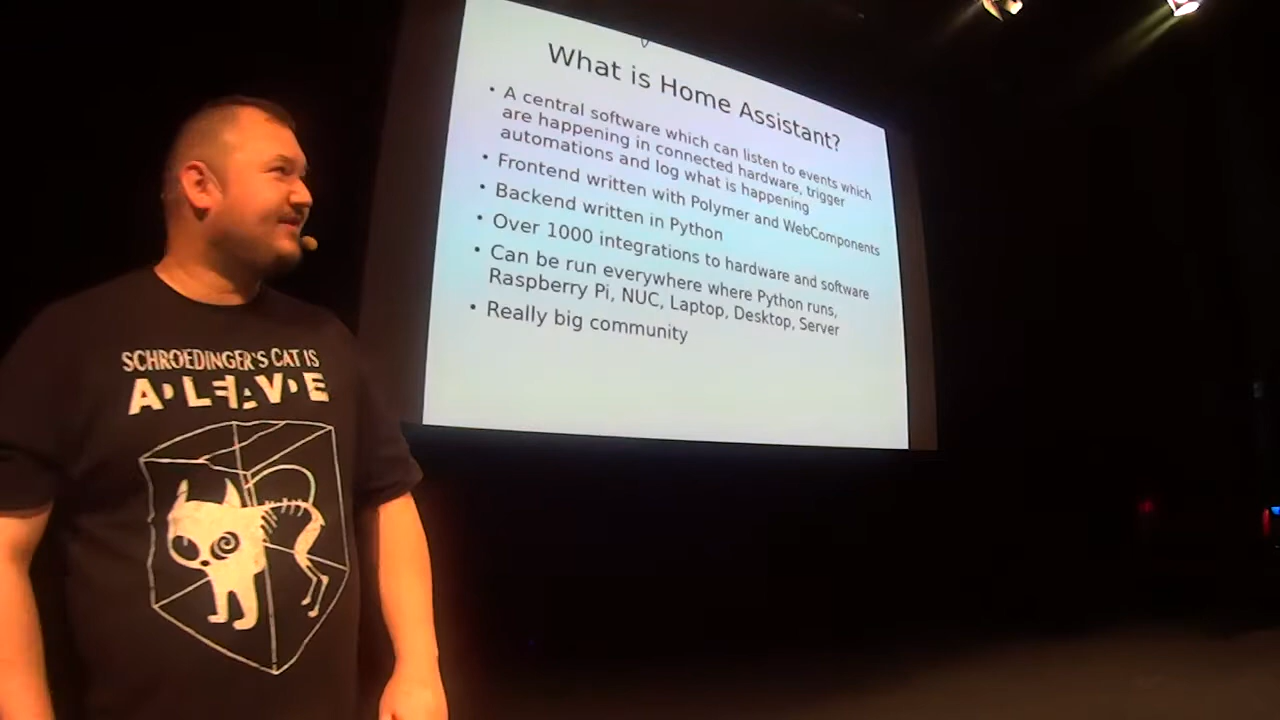 What is Home Assistant?
• A central software which can listen to events which
are happening in connected hardware, trigger
automations and log what is happening
• Frontend written with Polymer and WebComponents
• Backend written in Python
• Over 1000 integrations to hardware and software
• Can be run everywhere where Python runs,
Raspberry Pi, NUC, Laptop, Desktop, Server
• Really big community
SCHROEDINGER'S CAT IS